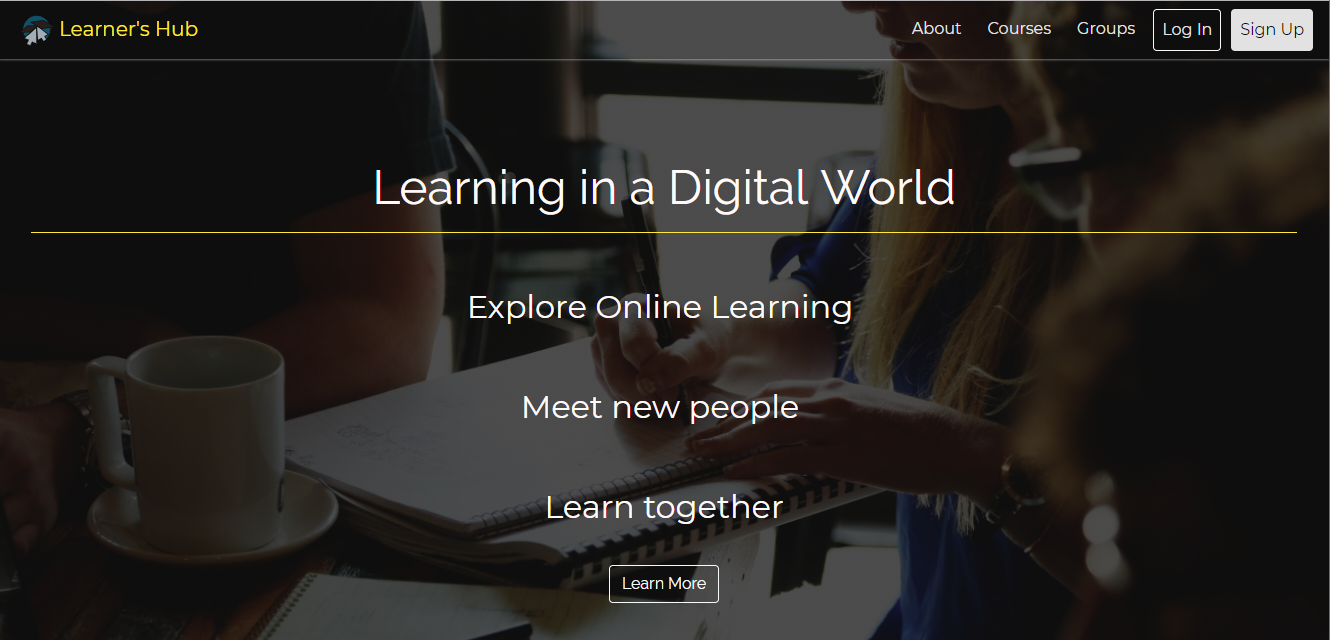 Learner's Hub
About
Courses
Groups
Log In
Sign Up
Learning in a Digital World
Explore Online Learning
Meet new people
Learn together
Learn More